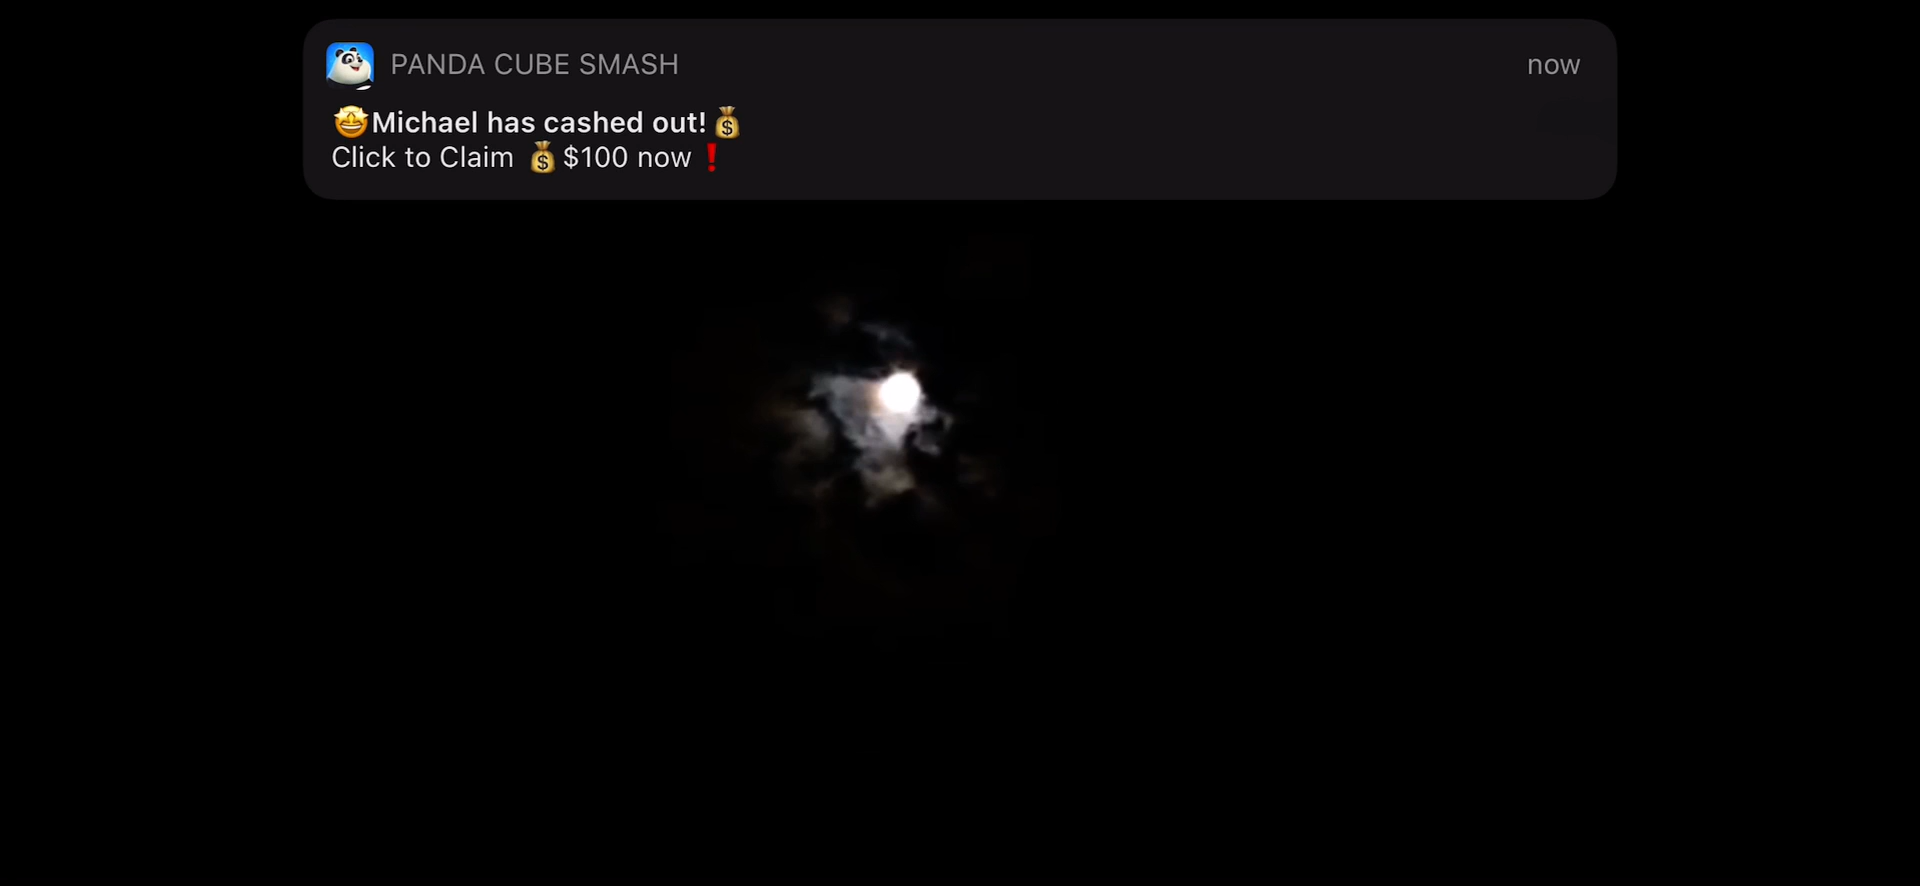 PANDA CUBE SMASH
now
🤩Michael has cashed out!💰
Click to Claim 💰$100 now❗